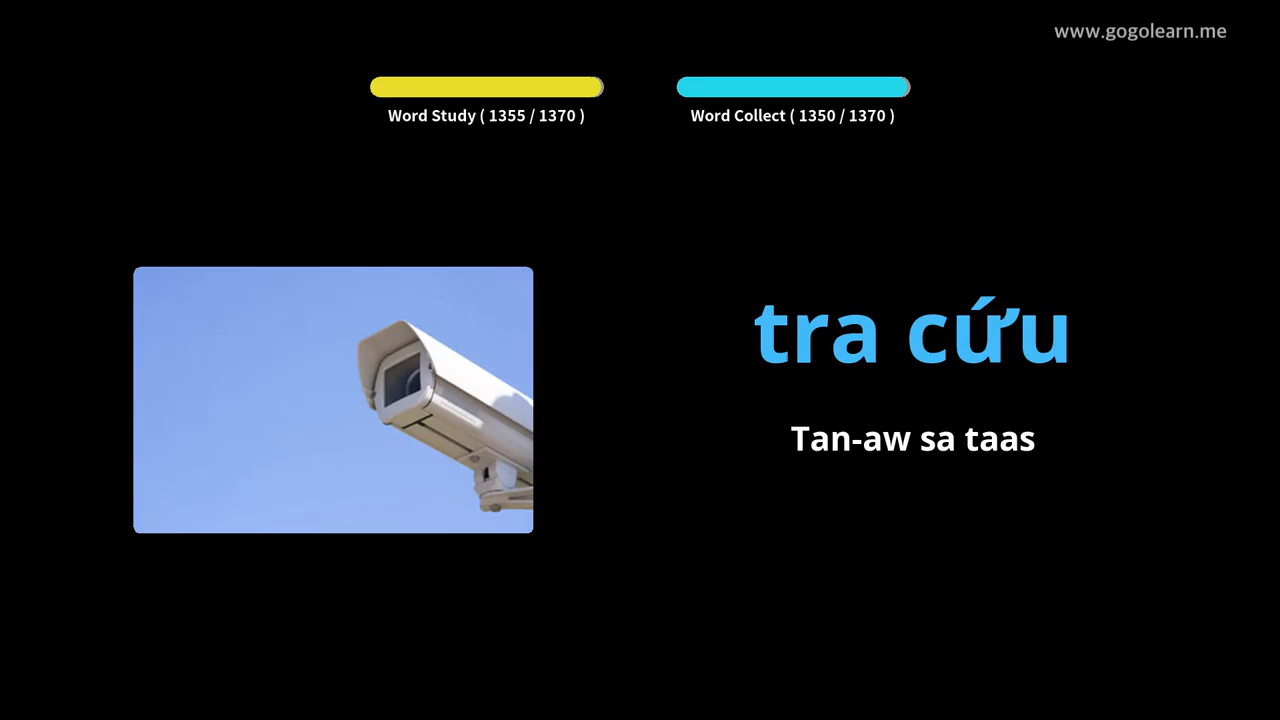 www.gogolearn.me
Word Study ( 1355 / 1370 )
Word Collect ( 1350 / 1370 )
tra cứu
Tan-aw sa taas